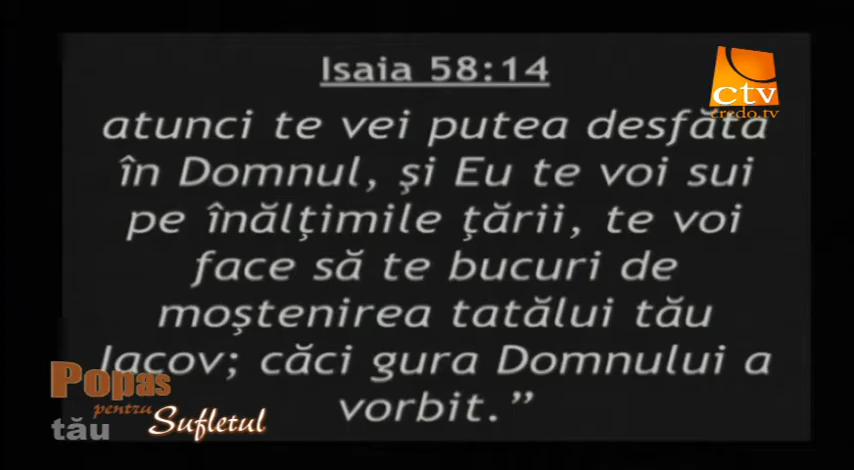 Isaia 58:14
ctv
credo.tv
atunci te vei putea desfăta
în Domnul, şi Eu te voi sui
pe înălţimile ţării, te voi
face să te bucuri de
moştenirea tatălui tău
Iacov; căci gura Domnului a
vorbit.”
Popas
pentru
Sufletul
tău